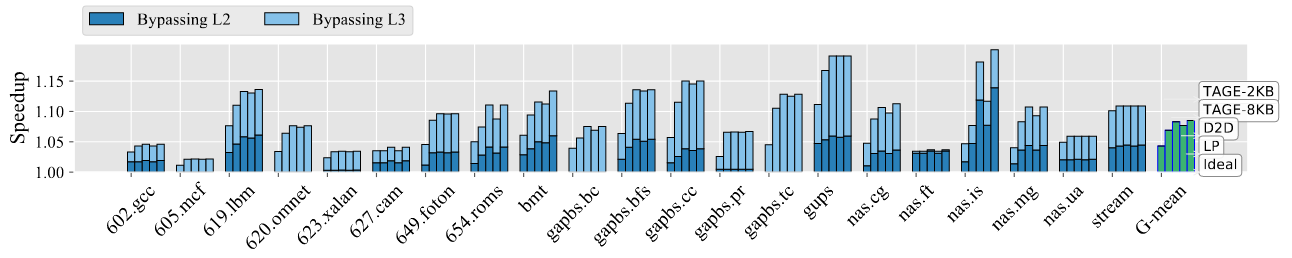 Bypassing L2 Bypassing L3
Speedup
1.15
1.10
1.05
1.00
TAGE-2KB
TAGE-8KB
D2D
LP
Ideal
602.gcc 605.mcf 619.lbm 620.omnet 623.xalan 627.cam 649.foton 654.roms bmt gapbs.bc gapbs.bfs gapbs.cc gapbs.pr gapbs.tc gups nas.cg nas.ft nas.is nas.mg nas.ua stream G-mean